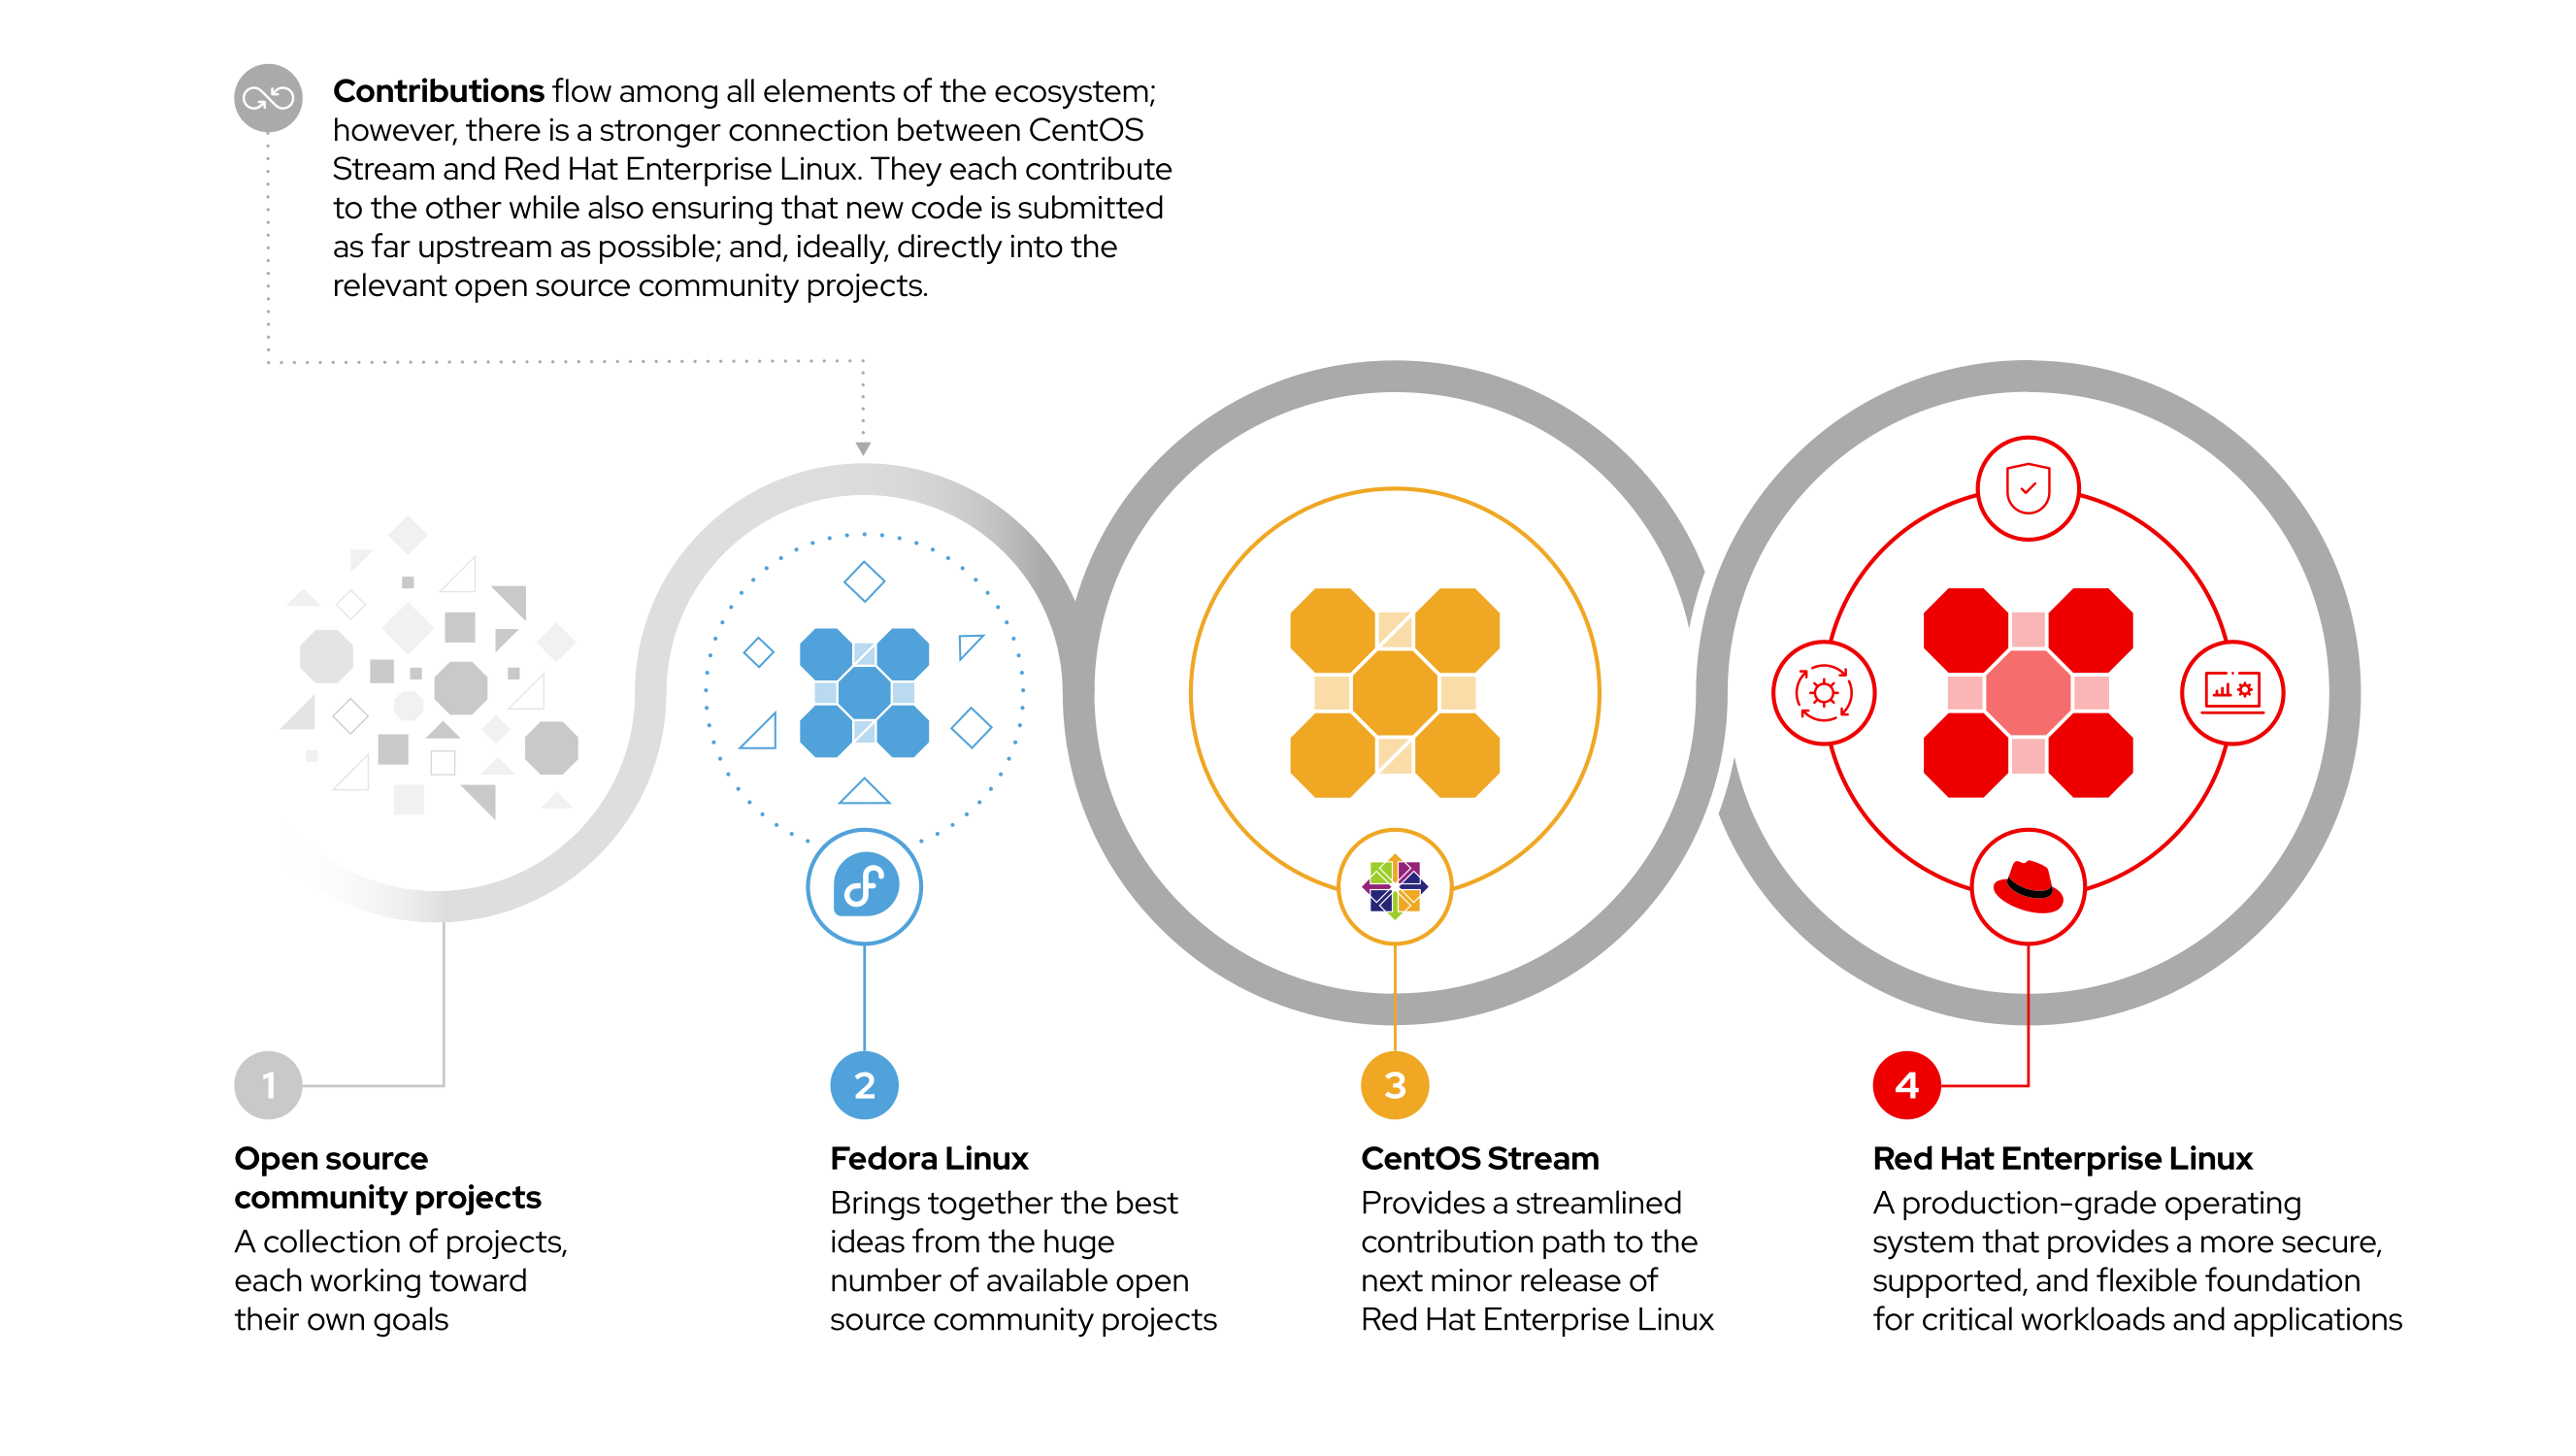 Contributions flow among all elements of the ecosystem;
however, there is a stronger connection between CentOS
Stream and Red Hat Enterprise Linux. They each contribute
to the other while also ensuring that new code is submitted
as far upstream as possible; and, ideally, directly into the
relevant open source community projects.
1
Open source
community projects
A collection of projects,
each working toward
their own goals
2
Fedora Linux
Brings together the best
ideas from the huge
number of available open
source community projects
3
CentOS Stream
Provides a streamlined
contribution path to the
next minor release of
Red Hat Enterprise Linux
4
Red Hat Enterprise Linux
A production-grade operating
system that provides a more secure,
supported, and flexible foundation
for critical workloads and applications